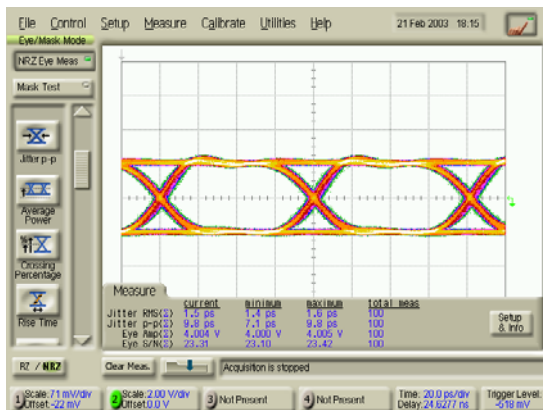 File Control Setup Measure Calibrate Utilities Help 21 Feb 2003 18:15
Eye/Mask Mode
NRZ Eye Meas
Mask Test
Jitter p-p
Average
Power
Crossing
Percentage
Rise Time
Measure
current minimum maximum total meas
Jitter RMS(Σ) 1.5 ps 1.4 ps 1.6 ps 100
Jitter p-p(Σ) 9.8 ps 7.1 ps 9.8 ps 100
Eye Amp(Σ) 4.004 V 4.000 V 4.005 V 100
Eye S/N(Σ) 23.31 23.10 23.42 100
Setup
& Info
RZ / NRZ
Clear Meas.
Acquisition is stopped
1 Scale:71 mV/div
Offset:-22 mV
2 Scale:2.00 V/div
Offset:0.0 V
3 Not Present
4 Not Present
Time: 20.0 ps/div
Delay:24.6277 ns
Trigger Level:
-518 mV